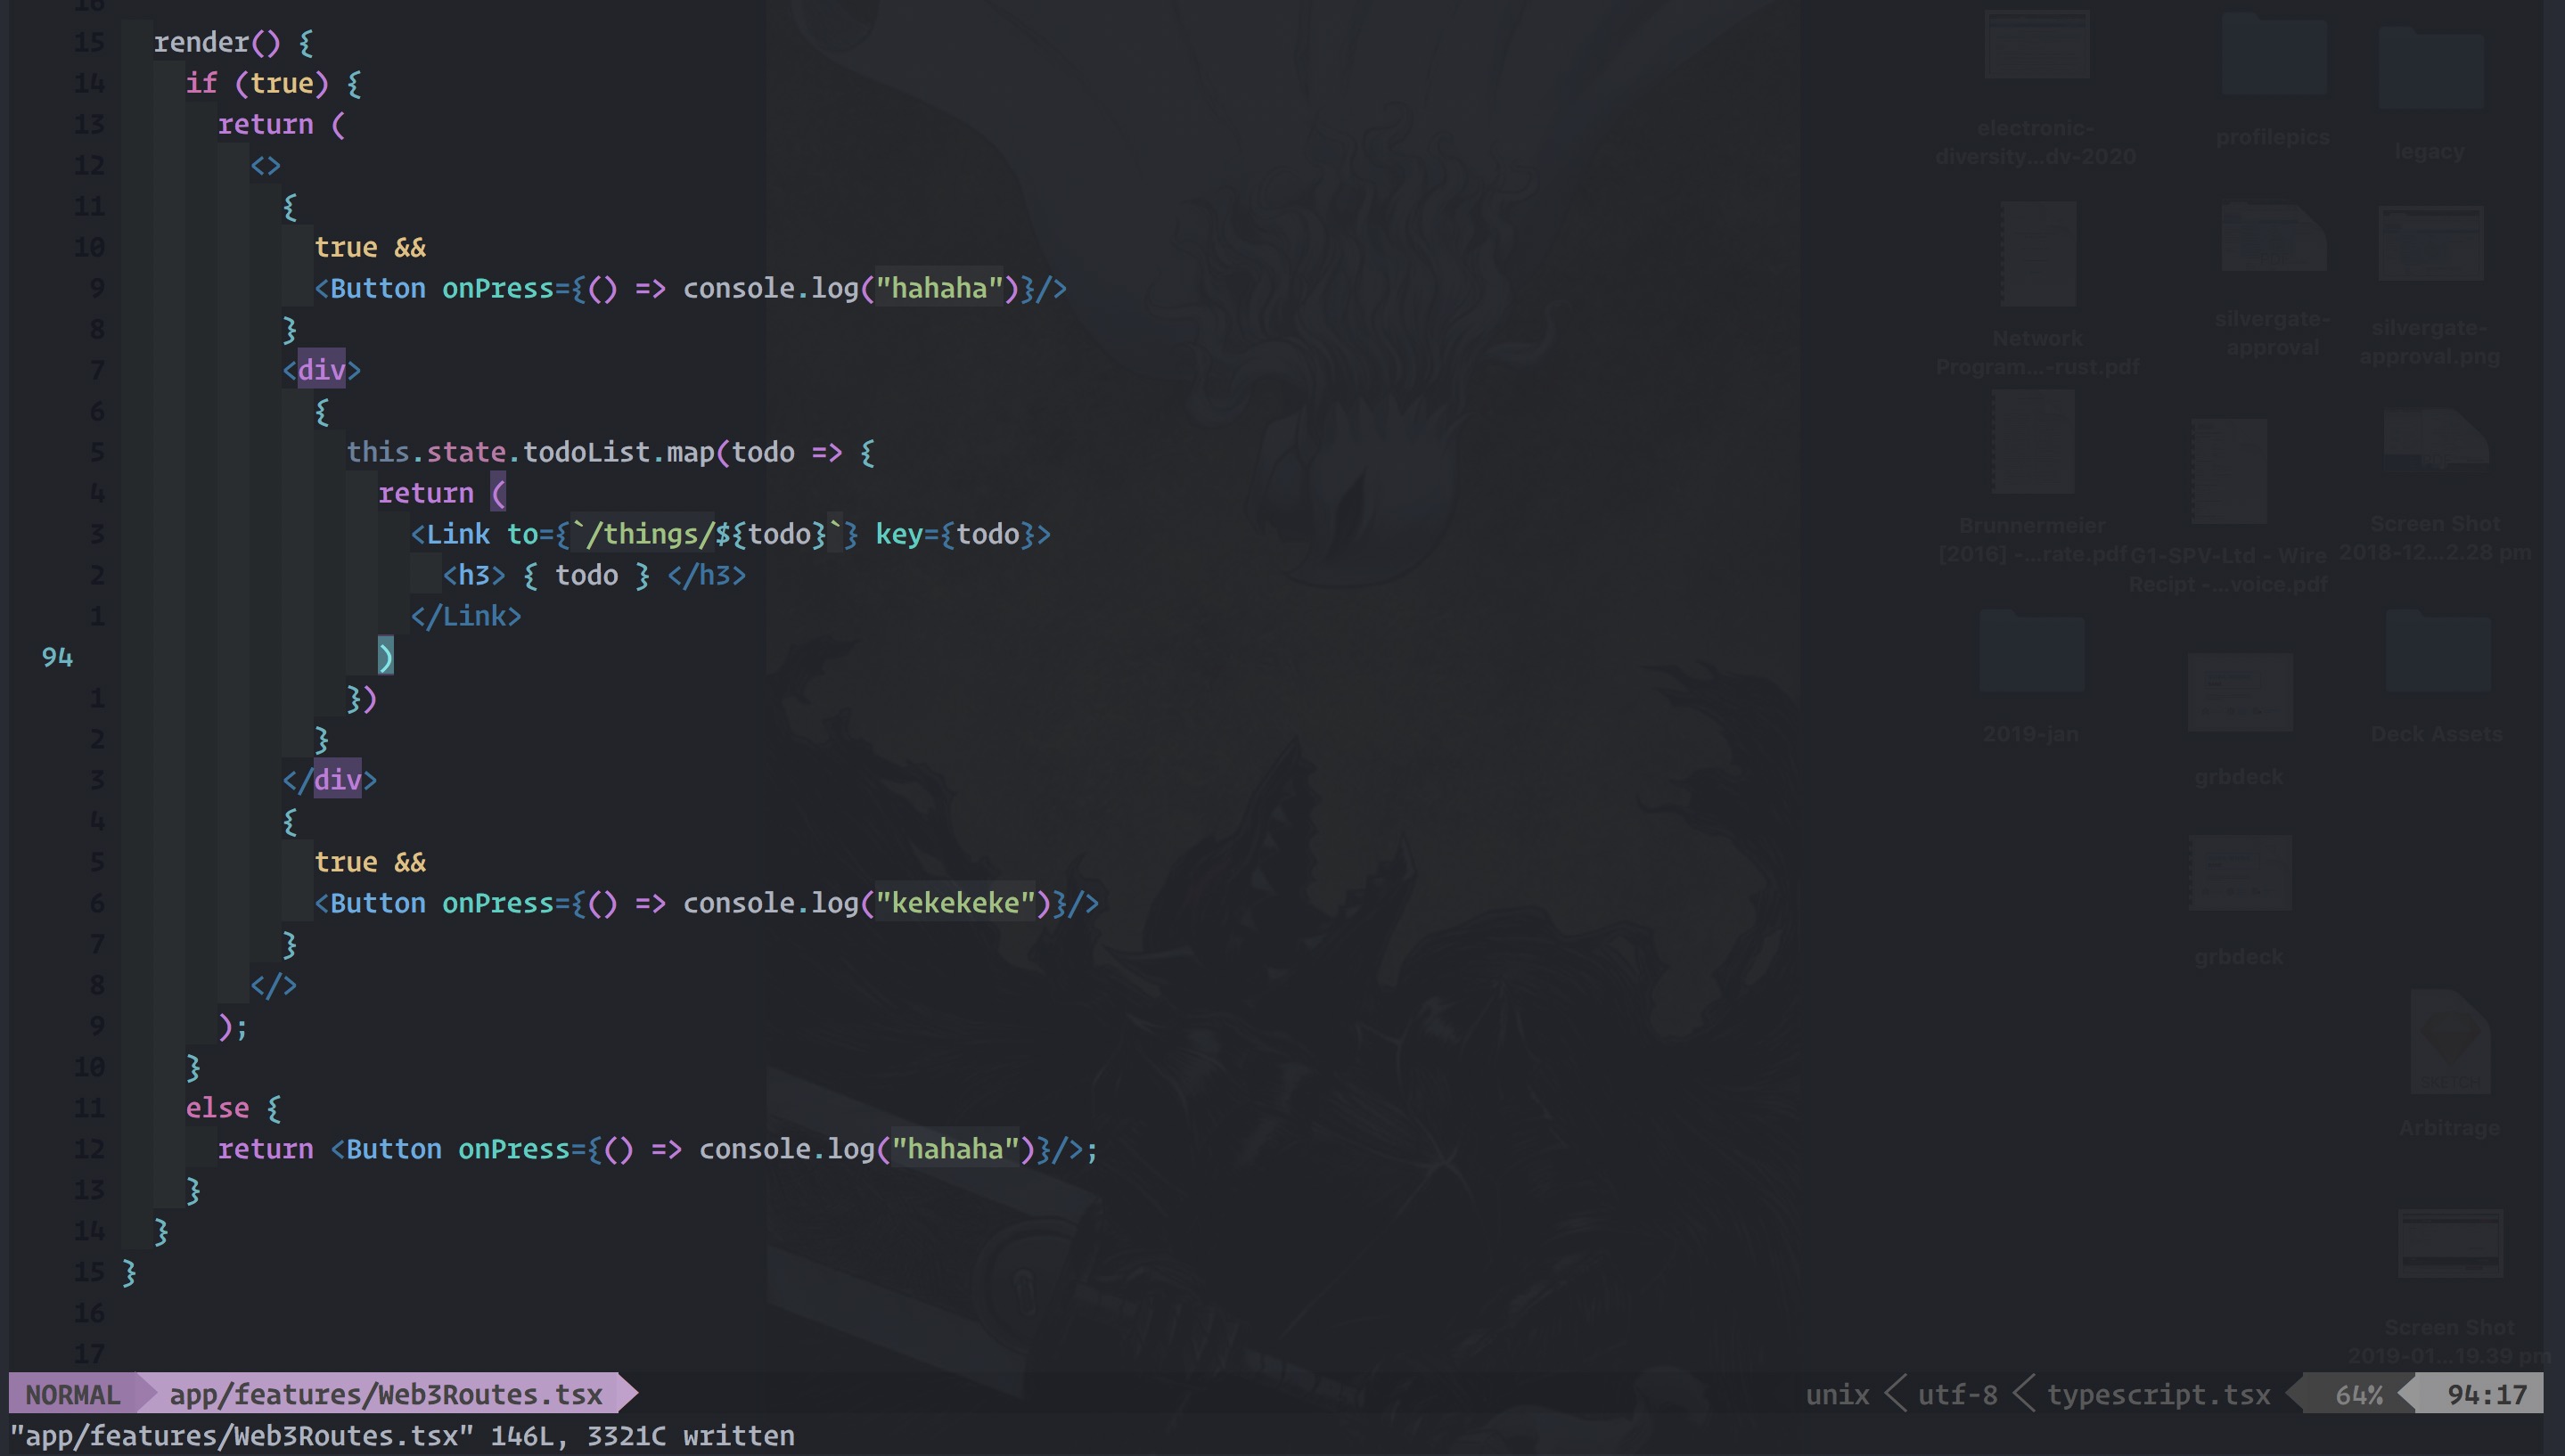 16
15 render() {
14 if (true) {
13 return (
12 <>
11 {
10 true &&
9 <Button onPress={() => console.log("hahaha")}/>
8 }
7 <div>
6 {
5 this.state.todoList.map(todo => {
4 return (
3 <Link to={`/things/${todo}`} key={todo}>
2 <h3> { todo } </h3>
1 </Link>
94 )
1 })
2 }
3 </div>
4 {
5 true &&
6 <Button onPress={() => console.log("kekekeke")}/>
7 }
8 </>
9 );
10 }
11 else {
12 return <Button onPress={() => console.log("hahaha")}/>;
13 }
14 }
15 }
16
17
NORMAL app/features/Web3Routes.tsx unix utf-8 typescript.tsx 64% 94:17
"app/features/Web3Routes.tsx" 146L, 3321C written
electronic-
diversity...dv-2020
profilepics
legacy
Network
Program...-rust.pdf
silvergate-
approval
silvergate-
approval.png
Brunnermeier
[2016] -...rate.pdf
G1-SPV-Ltd - Wire
Recipt -...voice.pdf
Screen Shot
2018-12...2.28 pm
2019-jan
grbdeck
Deck Assets
grbdeck
SKETCH
Arbitrage
Screen Shot
2019-01...19.39 pm